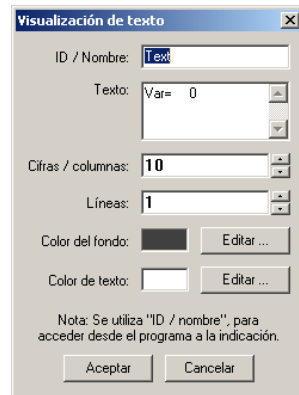 Visualización de texto
ID / Nombre: Text
Texto: Var= 0
Cifras / columnas: 10
Líneas: 1
Color del fondo: Editar ...
Color de texto: Editar ...
Nota: Se utiliza "ID / nombre", para
acceder desde el programa a la indicación.
Aceptar Cancelar